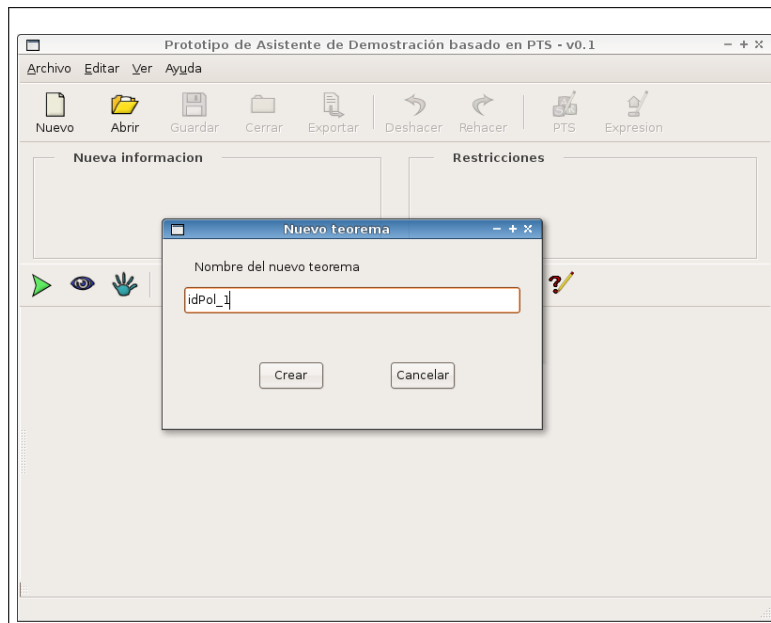 Prototipo de Asistente de Demostración basado en PTS - v0.1
Archivo Editar Ver Ayuda
Nuevo Abrir Guardar Cerrar Exportar Deshacer Rehacer PTS Expresion
Nueva informacion Restricciones
Nuevo teorema
Nombre del nuevo teorema
idPol_1
Crear Cancelar